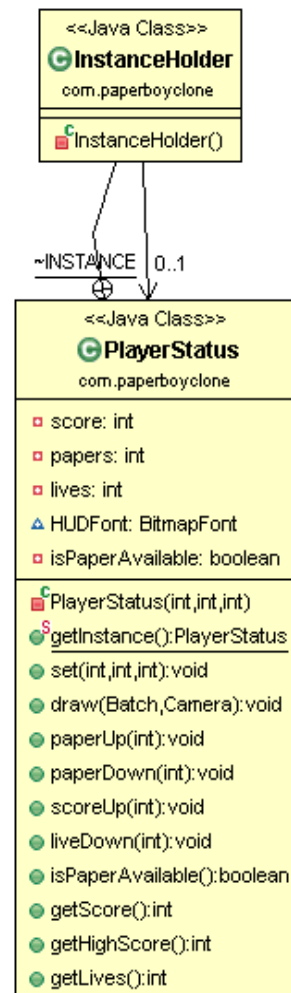 <<Java Class>>
InstanceHolder
com.paperboyclone
InstanceHolder()
~INSTANCE 0..1
<<Java Class>>
PlayerStatus
com.paperboyclone
score: int
papers: int
lives: int
HUDFont: BitmapFont
isPaperAvailable: boolean
PlayerStatus(int,int,int)
getInstance():PlayerStatus
set(int,int,int):void
draw(Batch,Camera):void
paperUp(int):void
paperDown(int):void
scoreUp(int):void
liveDown(int):void
isPaperAvailable():boolean
getScore():int
getHighScore():int
getLives():int